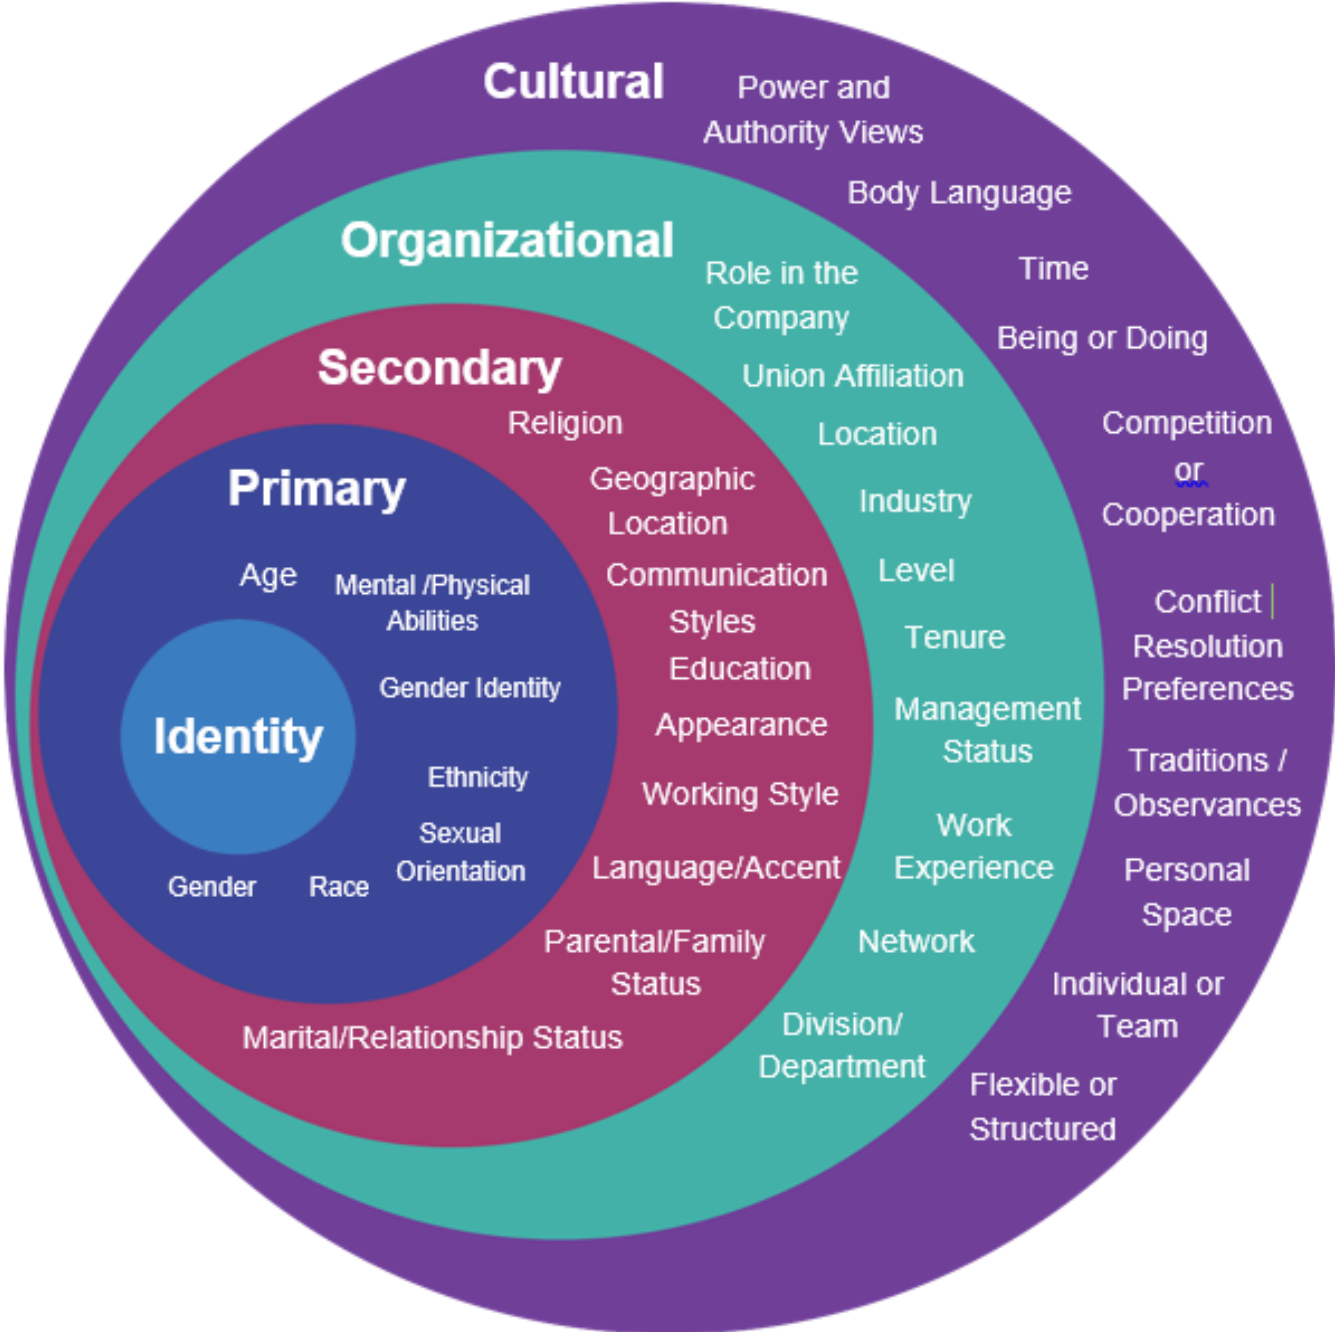 Cultural
Power and
Authority Views
Body Language
Time
Being or Doing
Competition
or
Cooperation
Conflict
Resolution
Preferences
Traditions /
Observances
Personal
Space
Individual or
Team
Flexible or
Structured
Organizational
Role in the
Company
Union Affiliation
Location
Industry
Level
Tenure
Management
Status
Work
Experience
Network
Division/
Department
Secondary
Religion
Geographic
Location
Communication
Styles
Education
Appearance
Working Style
Language/Accent
Parental/Family
Status
Marital/Relationship Status
Primary
Age
Mental /Physical
Abilities
Gender Identity
Ethnicity
Sexual
Orientation
Race
Gender
Identity